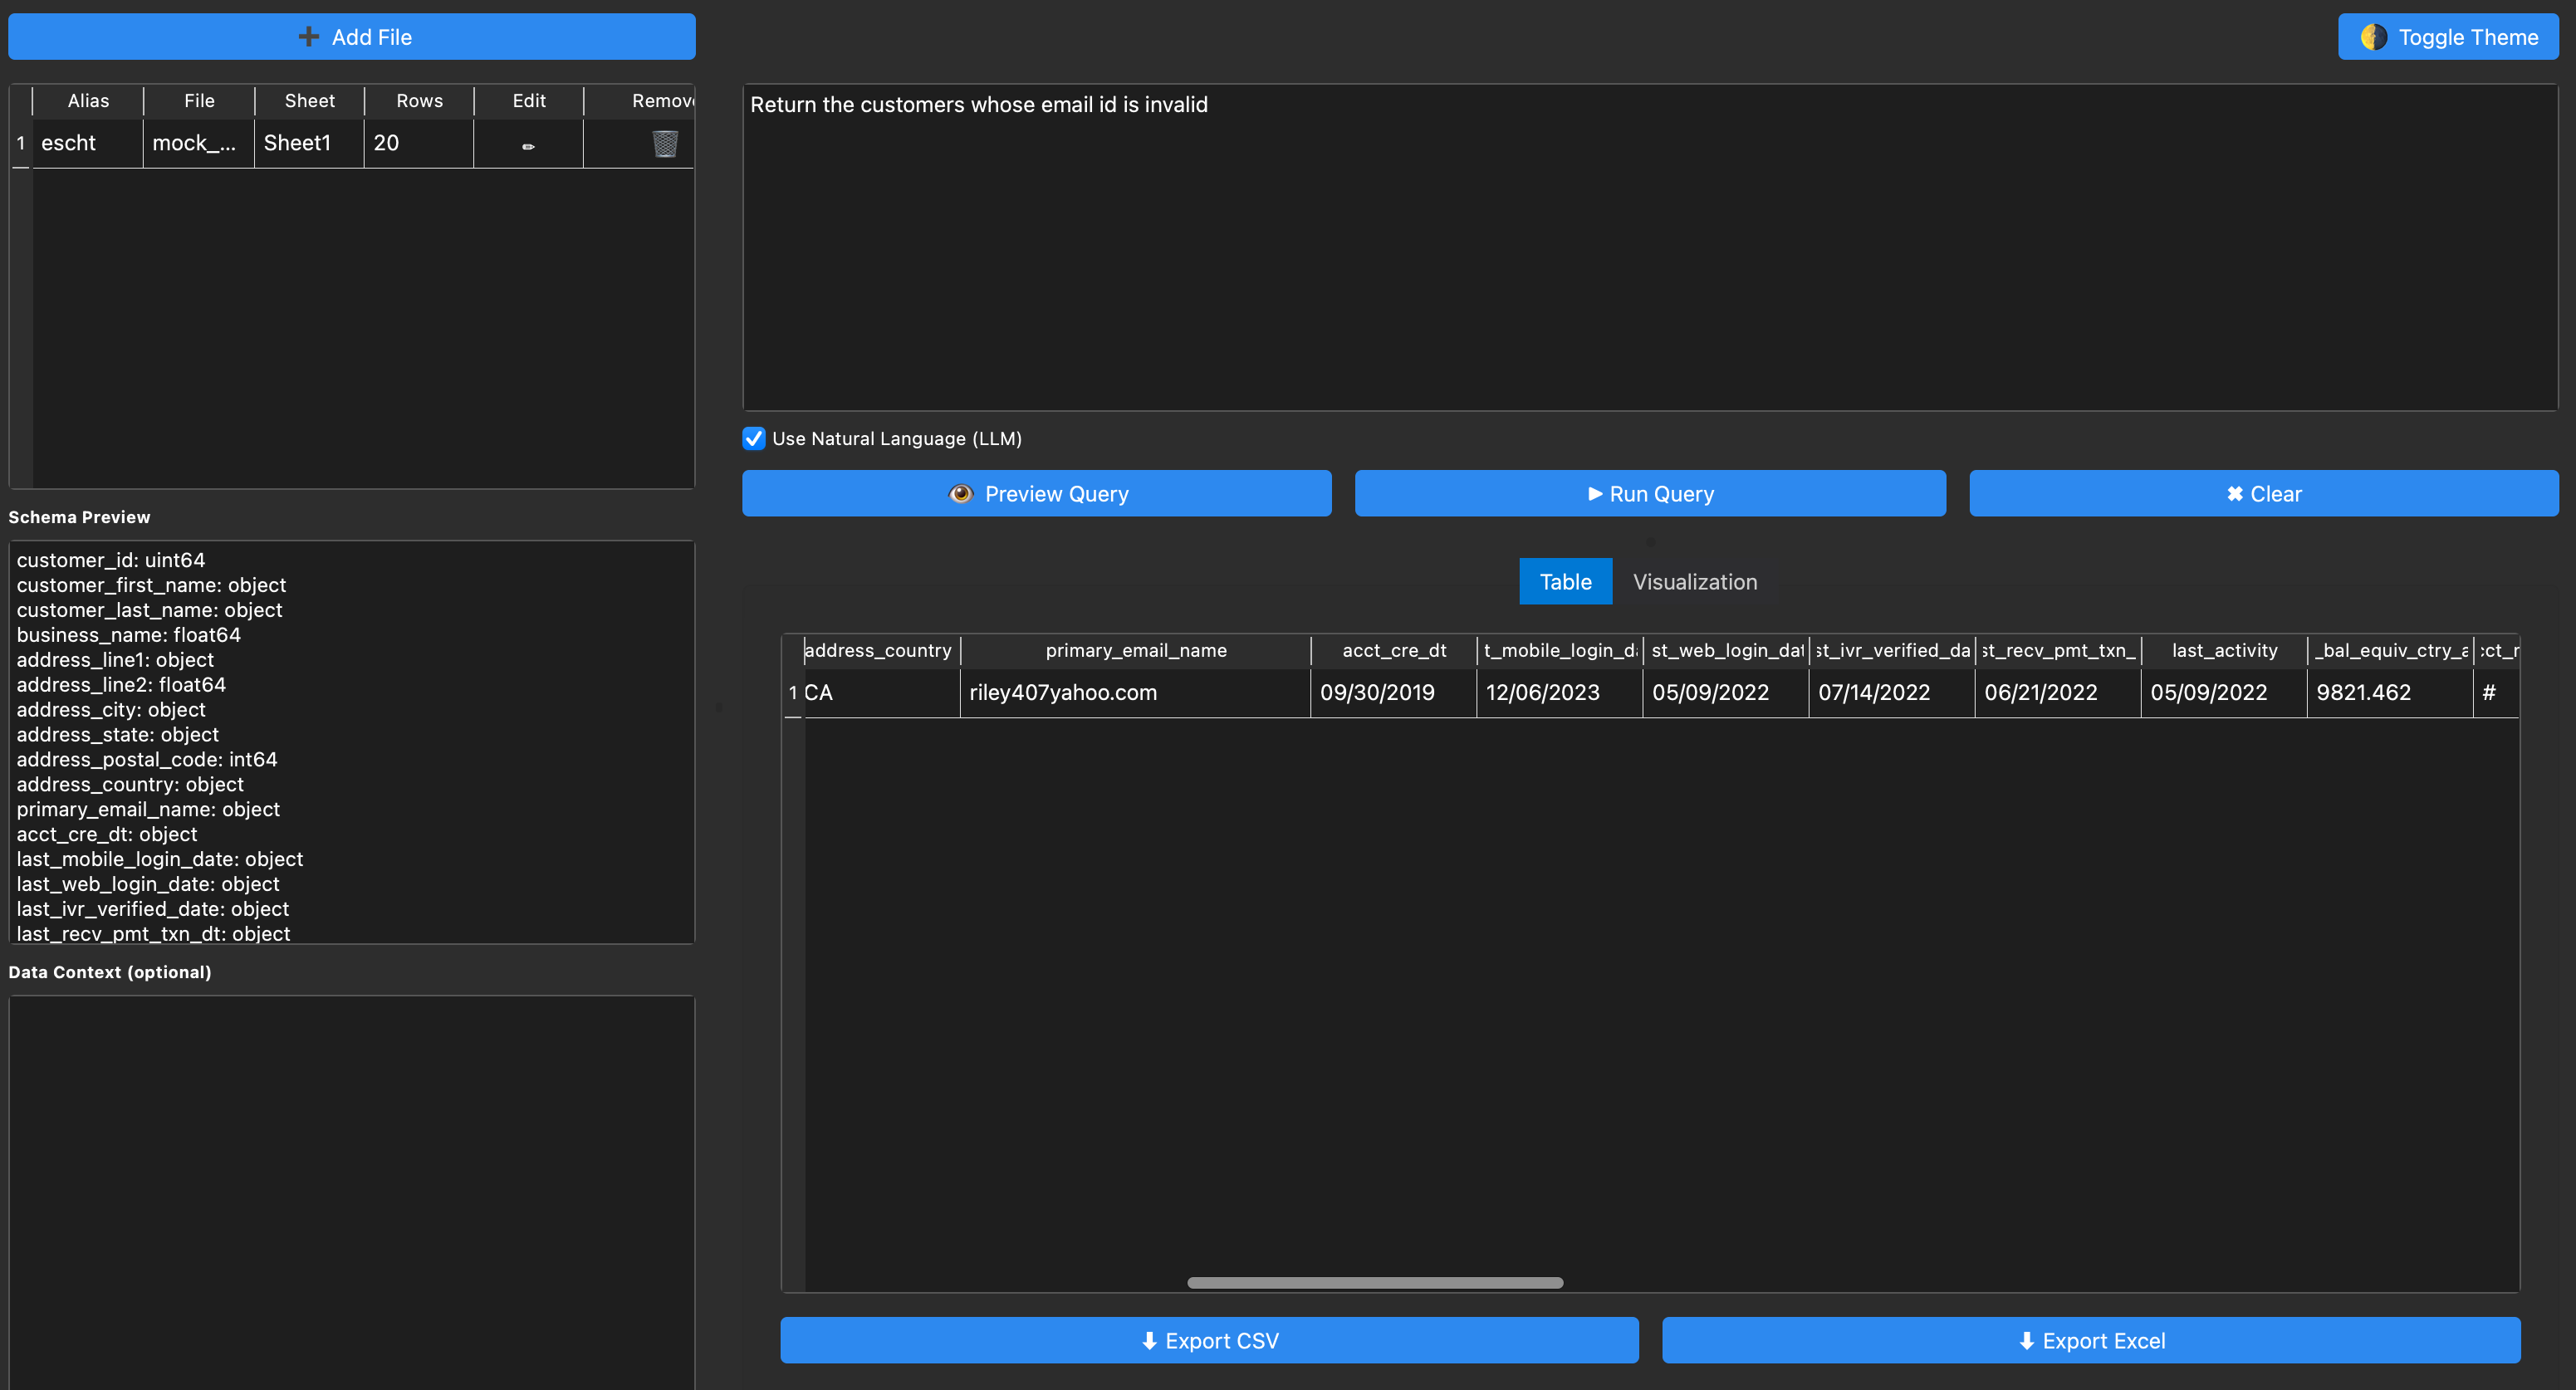 Add File
Toggle Theme
Alias File Sheet Rows Edit Remov
1 escht mock_... Sheet1 20
Return the customers whose email id is invalid
Use Natural Language (LLM)
Preview Query
Run Query
Clear
Schema Preview
customer_id: uint64
customer_first_name: object
customer_last_name: object
business_name: float64
address_line1: object
address_line2: float64
address_city: object
address_state: object
address_postal_code: int64
address_country: object
primary_email_name: object
acct_cre_dt: object
last_mobile_login_date: object
last_web_login_date: object
last_ivr_verified_date: object
last_recv_pmt_txn_dt: object
Data Context (optional)
Table Visualization
address_country primary_email_name acct_cre_dt t_mobile_login_d st_web_login_dat st_ivr_verified_da st_recv_pmt_txn_ last_activity _bal_equiv_ctry_a cct_r
1 CA riley407yahoo.com 09/30/2019 12/06/2023 05/09/2022 07/14/2022 06/21/2022 05/09/2022 9821.462 #
Export CSV
Export Excel